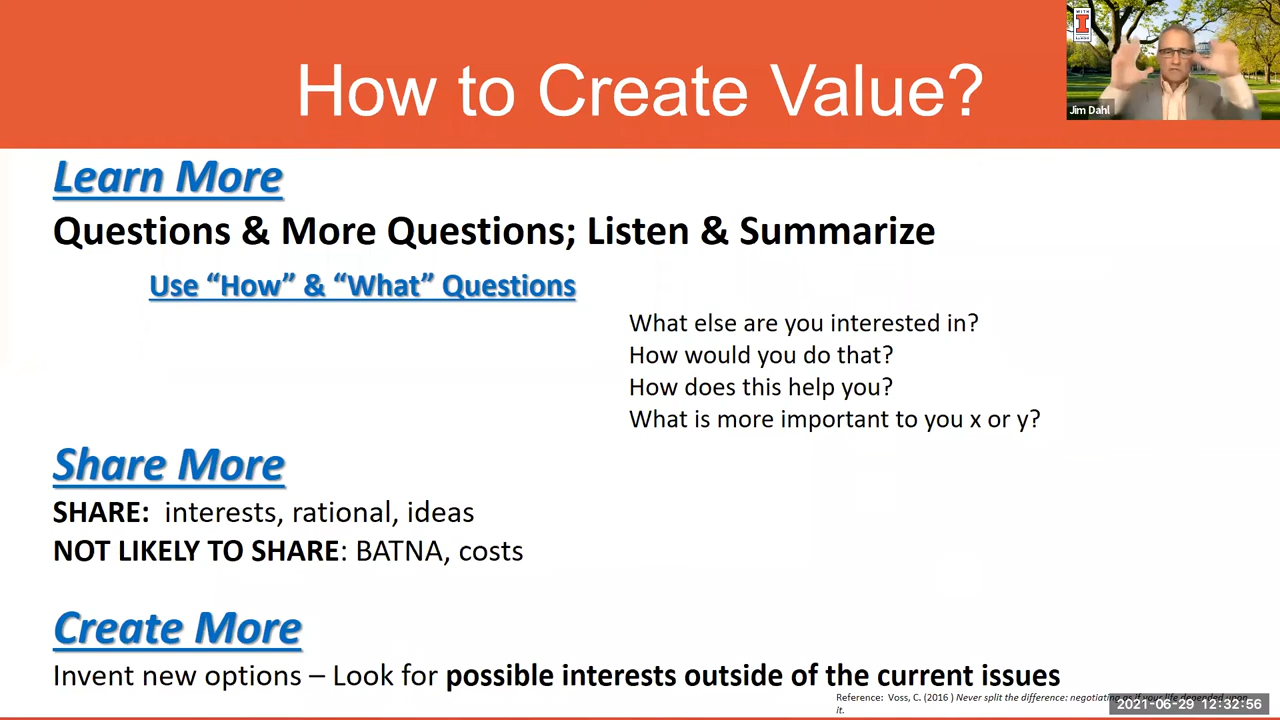 How to Create Value?
WITH
I
Jim Dahl
Learn More
Questions & More Questions; Listen & Summarize
Use “How” & “What” Questions
What else are you interested in?
How would you do that?
How does this help you?
What is more important to you x or y?
Share More
SHARE:  interests, rational, ideas
NOT LIKELY TO SHARE: BATNA, costs
Create More
Invent new options – Look for possible interests outside of the current issues
Reference:  Voss, C. (2016 ) Never split the difference: negotiating as if your life depended upon
it.
2021-06-29 12:32:56